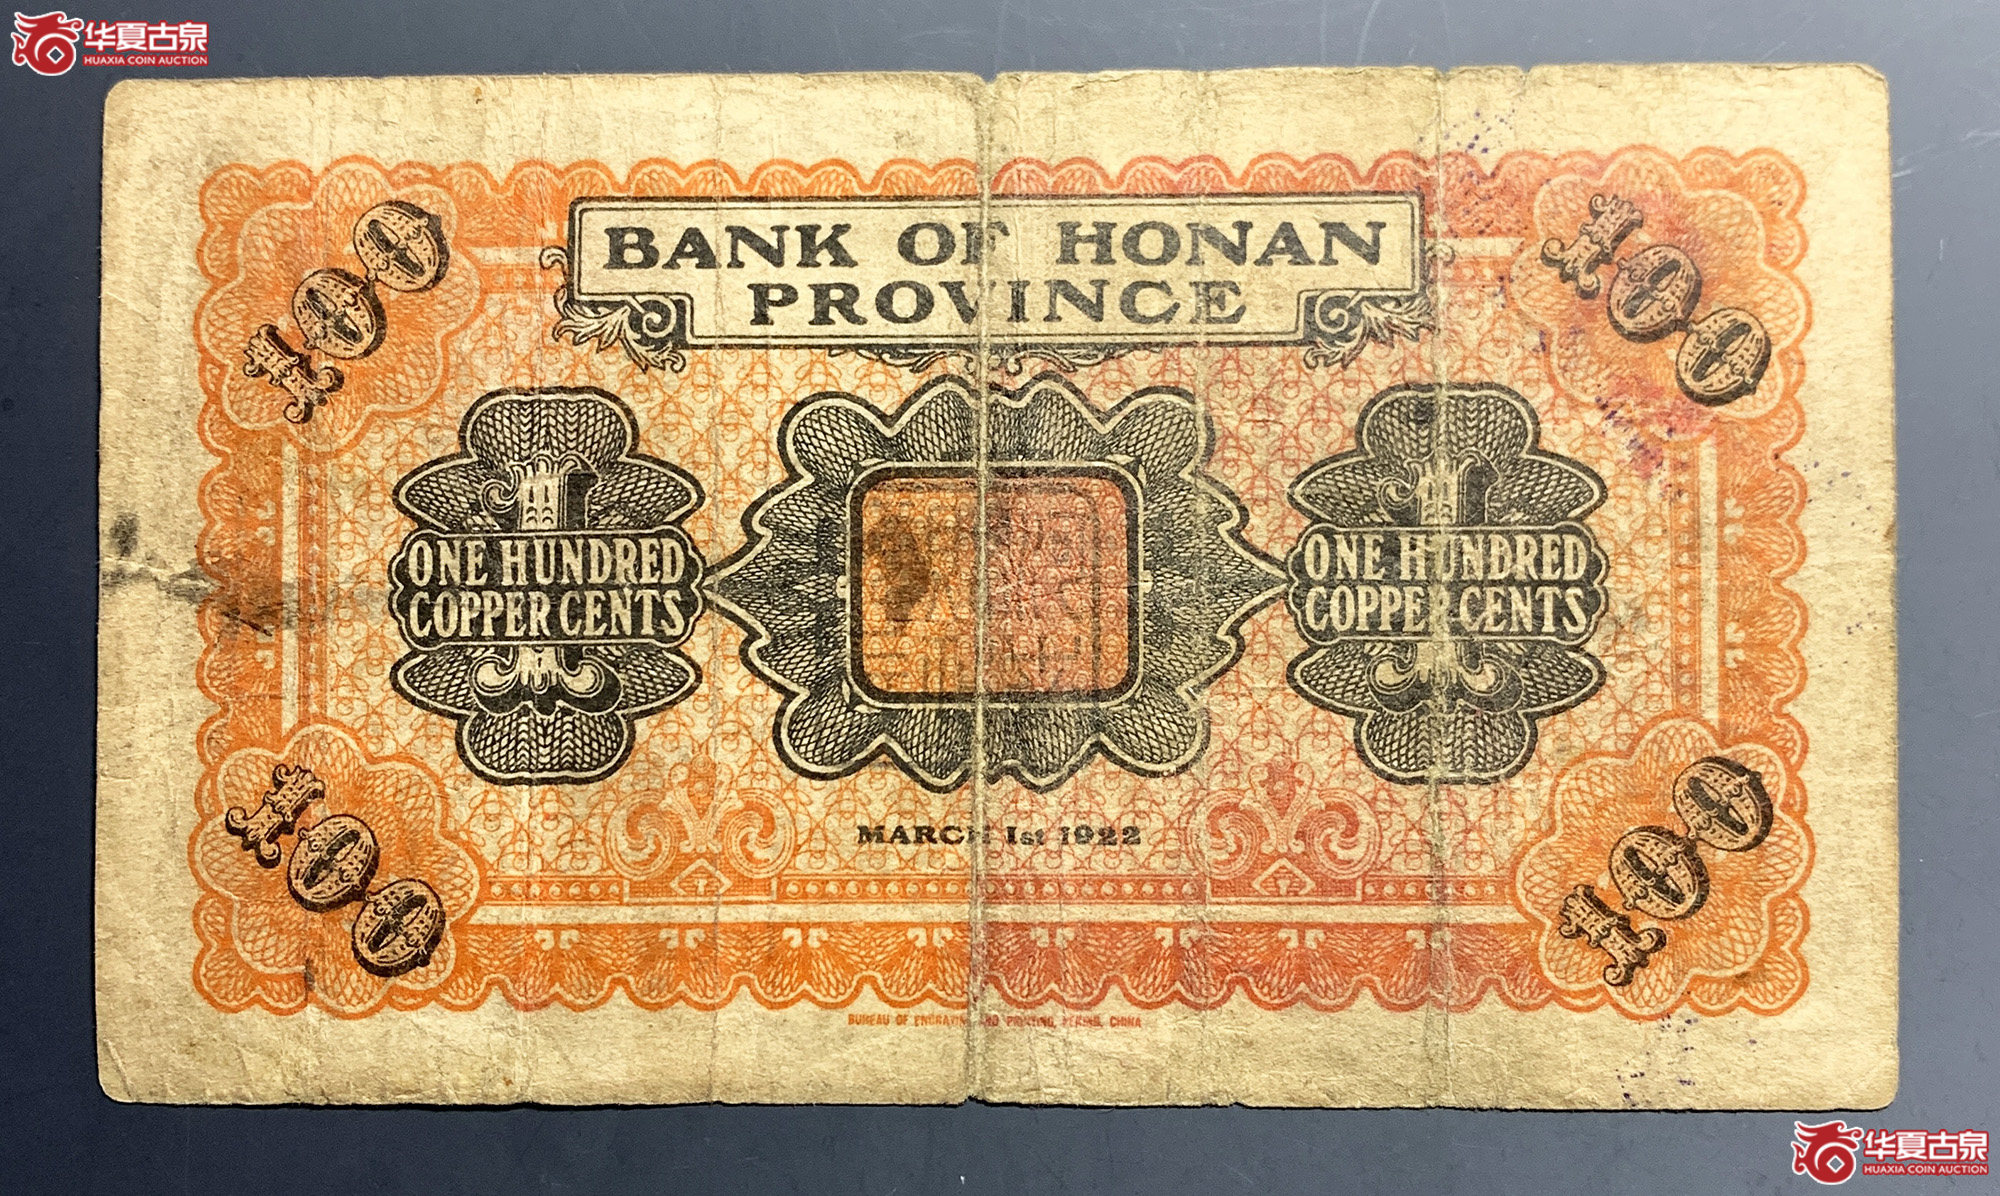 华夏古泉
HUAXIA COIN AUCTION
BANK OF HONAN
PROVINCE
100
100
1
ONE HUNDRED
COPPER CENTS
1
ONE HUNDRED
COPPER CENTS
MARCH 1st 1922
100
100
BUREAU OF ENGRAVING AND PRINTING, PEKING, CHINA
华夏古泉
HUAXIA COIN AUCTION